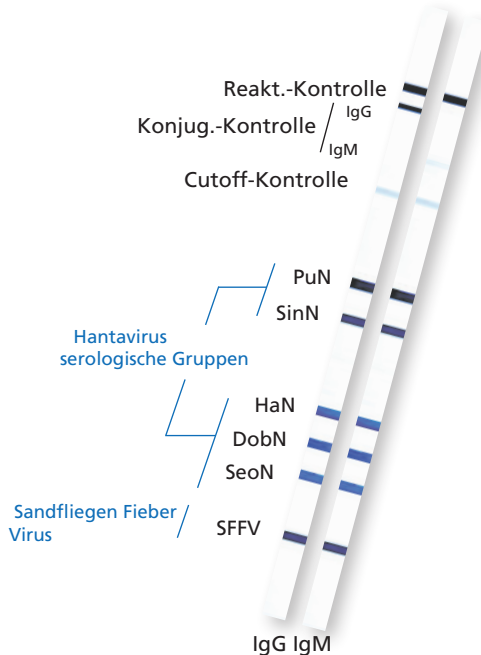 Reakt.-Kontrolle
IgG
Konjug.-Kontrolle
IgM
Cutoff-Kontrolle
PuN
SinN
Hantavirus
serologische Gruppen
HaN
DobN
SeoN
Sandfliegen Fieber
Virus
SFFV
IgG IgM